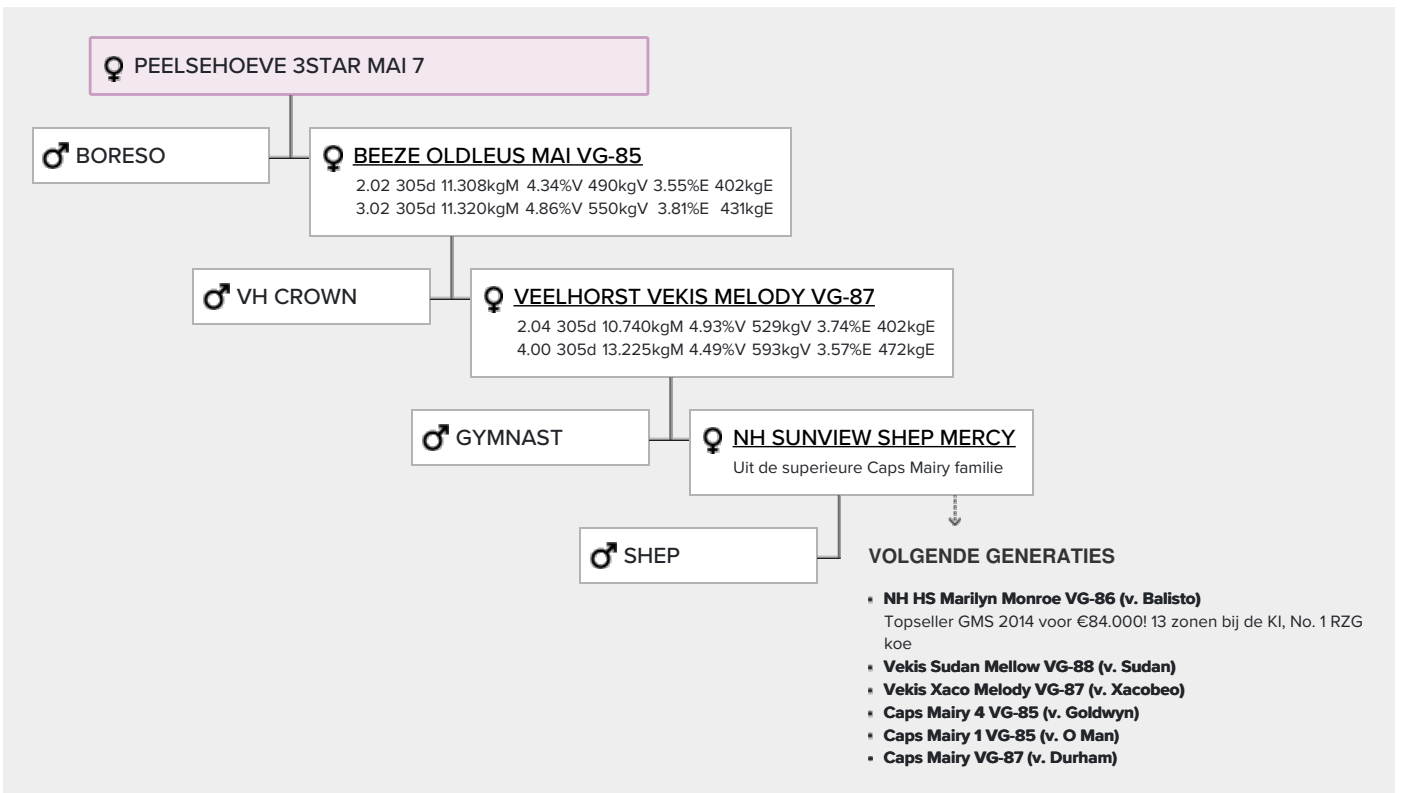 PEELSEHOEVE 3STAR MAI 7
BORESO
BEEZE OLDLEUS MAI VG-85
2.02 305d 11.308kgM 4.34%V 490kgV 3.55%E 402kgE
3.02 305d 11.320kgM 4.86%V 550kgV 3.81%E 431kgE
VH CROWN
VEELHORST VEKIS MELODY VG-87
2.04 305d 10.740kgM 4.93%V 529kgV 3.74%E 402kgE
4.00 305d 13.225kgM 4.49%V 593kgV 3.57%E 472kgE
GYMNAST
NH SUNVIEW SHEP MERCY
Uit de superieure Caps Mairy familie
SHEP
VOLGENDE GENERATIES
NH HS Marilyn Monroe VG-86 (v. Balisto)
Topseller GMS 2014 voor €84.000! 13 zonen bij de KI, No. 1 RZG
koe
Vekis Sudan Mellow VG-88 (v. Sudan)
Vekis Xaco Melody VG-87 (v. Xacobeo)
Caps Mairy 4 VG-85 (v. Goldwyn)
Caps Mairy 1 VG-85 (v. O Man)
Caps Mairy VG-87 (v. Durham)